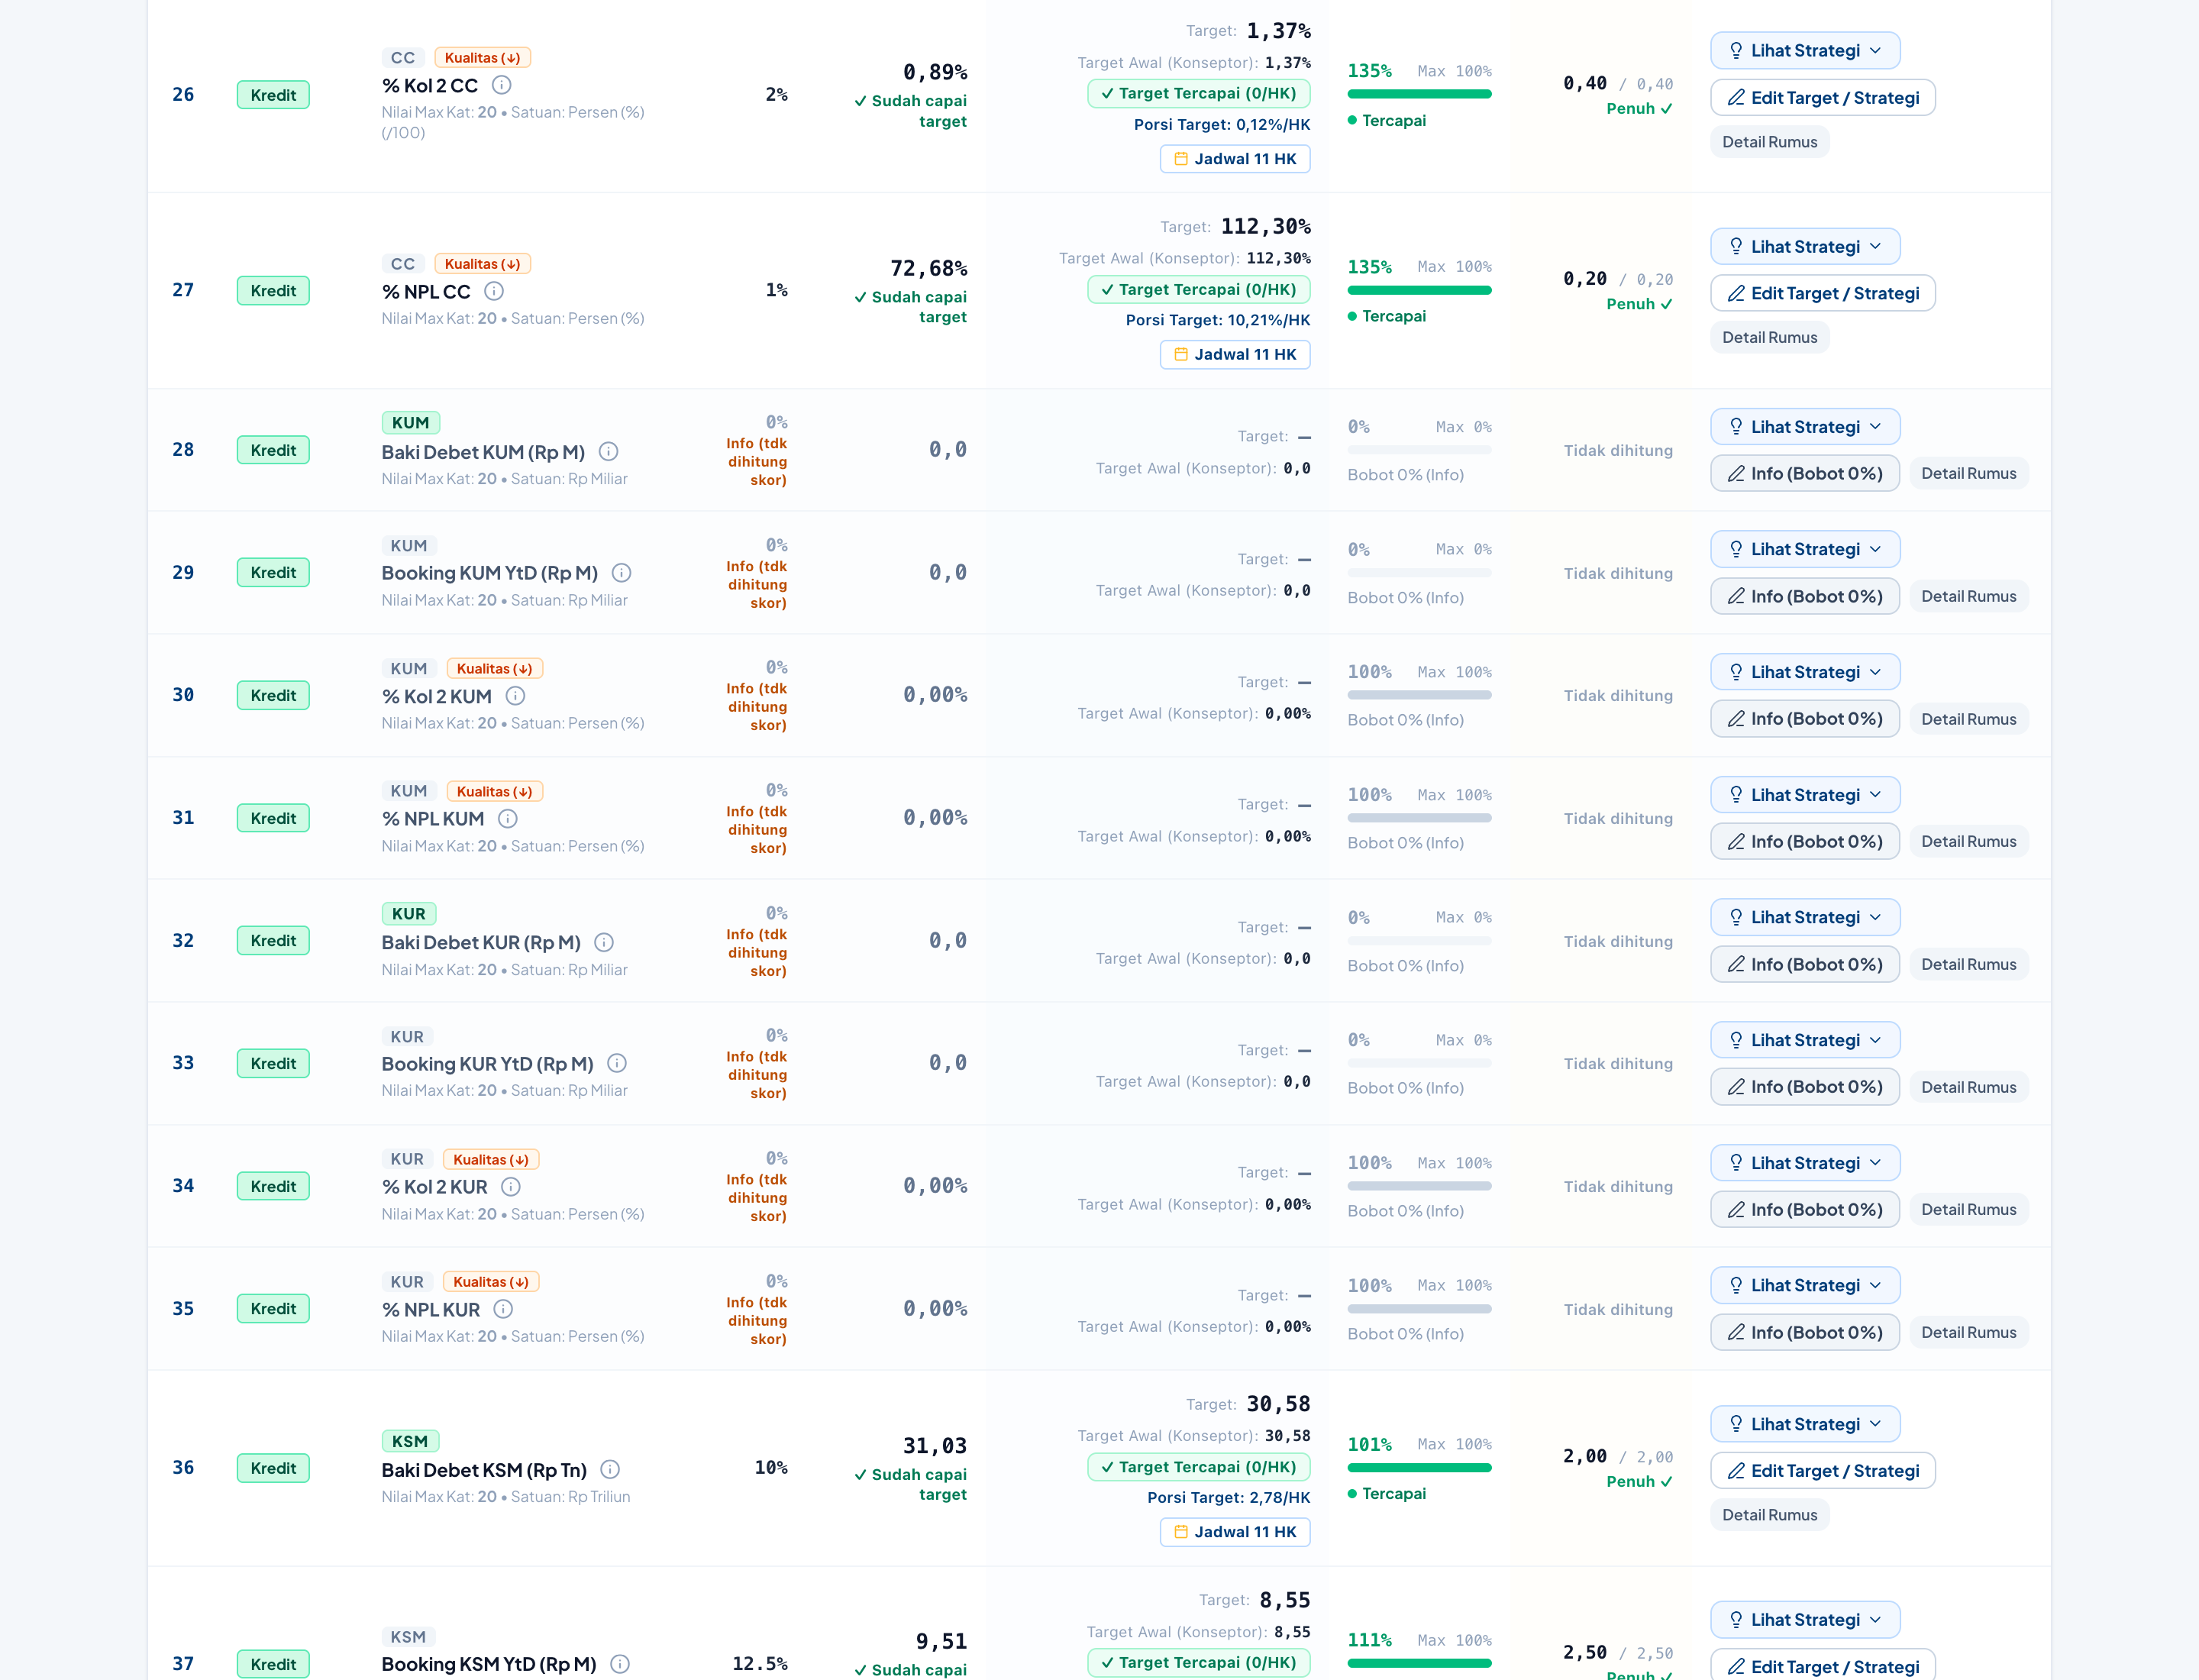 26
Kredit
CC Kualitas (↓)
% Kol 2 CC
Nilai Max Kat: 20 • Satuan: Persen (%)
(/100)
2%
0,89%
✓ Sudah capai
target
Target: 1,37%
Target Awal (Konseptor): 1,37%
✓ Target Tercapai (0/HK)
Porsi Target: 0,12%/HK
Jadwal 11 HK
135% Max 100%
Tercapai
0,40 / 0,40
Penuh ✓
Lihat Strategi
Edit Target / Strategi
Detail Rumus
27
Kredit
CC Kualitas (↓)
% NPL CC
Nilai Max Kat: 20 • Satuan: Persen (%)
1%
72,68%
✓ Sudah capai
target
Target: 112,30%
Target Awal (Konseptor): 112,30%
✓ Target Tercapai (0/HK)
Porsi Target: 10,21%/HK
Jadwal 11 HK
135% Max 100%
Tercapai
0,20 / 0,20
Penuh ✓
Lihat Strategi
Edit Target / Strategi
Detail Rumus
28
Kredit
KUM
Baki Debet KUM (Rp M)
Nilai Max Kat: 20 • Satuan: Rp Miliar
0%
Info (tdk
dihitung
skor)
0,0
Target: —
Target Awal (Konseptor): 0,0
0% Max 0%
Bobot 0% (Info)
Tidak dihitung
Lihat Strategi
Info (Bobot 0%) Detail Rumus
29
Kredit
KUM
Booking KUM YtD (Rp M)
Nilai Max Kat: 20 • Satuan: Rp Miliar
0%
Info (tdk
dihitung
skor)
0,0
Target: —
Target Awal (Konseptor): 0,0
0% Max 0%
Bobot 0% (Info)
Tidak dihitung
Lihat Strategi
Info (Bobot 0%) Detail Rumus
30
Kredit
KUM Kualitas (↓)
% Kol 2 KUM
Nilai Max Kat: 20 • Satuan: Persen (%)
0%
Info (tdk
dihitung
skor)
0,00%
Target: —
Target Awal (Konseptor): 0,00%
100% Max 100%
Bobot 0% (Info)
Tidak dihitung
Lihat Strategi
Info (Bobot 0%) Detail Rumus
31
Kredit
KUM Kualitas (↓)
% NPL KUM
Nilai Max Kat: 20 • Satuan: Persen (%)
0%
Info (tdk
dihitung
skor)
0,00%
Target: —
Target Awal (Konseptor): 0,00%
100% Max 100%
Bobot 0% (Info)
Tidak dihitung
Lihat Strategi
Info (Bobot 0%) Detail Rumus
32
Kredit
KUR
Baki Debet KUR (Rp M)
Nilai Max Kat: 20 • Satuan: Rp Miliar
0%
Info (tdk
dihitung
skor)
0,0
Target: —
Target Awal (Konseptor): 0,0
0% Max 0%
Bobot 0% (Info)
Tidak dihitung
Lihat Strategi
Info (Bobot 0%) Detail Rumus
33
Kredit
KUR
Booking KUR YtD (Rp M)
Nilai Max Kat: 20 • Satuan: Rp Miliar
0%
Info (tdk
dihitung
skor)
0,0
Target: —
Target Awal (Konseptor): 0,0
0% Max 0%
Bobot 0% (Info)
Tidak dihitung
Lihat Strategi
Info (Bobot 0%) Detail Rumus
34
Kredit
KUR Kualitas (↓)
% Kol 2 KUR
Nilai Max Kat: 20 • Satuan: Persen (%)
0%
Info (tdk
dihitung
skor)
0,00%
Target: —
Target Awal (Konseptor): 0,00%
100% Max 100%
Bobot 0% (Info)
Tidak dihitung
Lihat Strategi
Info (Bobot 0%) Detail Rumus
35
Kredit
KUR Kualitas (↓)
% NPL KUR
Nilai Max Kat: 20 • Satuan: Persen (%)
0%
Info (tdk
dihitung
skor)
0,00%
Target: —
Target Awal (Konseptor): 0,00%
100% Max 100%
Bobot 0% (Info)
Tidak dihitung
Lihat Strategi
Info (Bobot 0%) Detail Rumus
36
Kredit
KSM
Baki Debet KSM (Rp Tn)
Nilai Max Kat: 20 • Satuan: Rp Triliun
10%
31,03
✓ Sudah capai
target
Target: 30,58
Target Awal (Konseptor): 30,58
✓ Target Tercapai (0/HK)
Porsi Target: 2,78/HK
Jadwal 11 HK
101% Max 100%
Tercapai
2,00 / 2,00
Penuh ✓
Lihat Strategi
Edit Target / Strategi
Detail Rumus
37
Kredit
KSM
Booking KSM YtD (Rp M)
12.5%
9,51
✓ Sudah capai
Target: 8,55
Target Awal (Konseptor): 8,55
✓ Target Tercapai (0/HK)
111% Max 100%
2,50 / 2,50
Penuh ✓
Lihat Strategi
Edit Target / Strategi